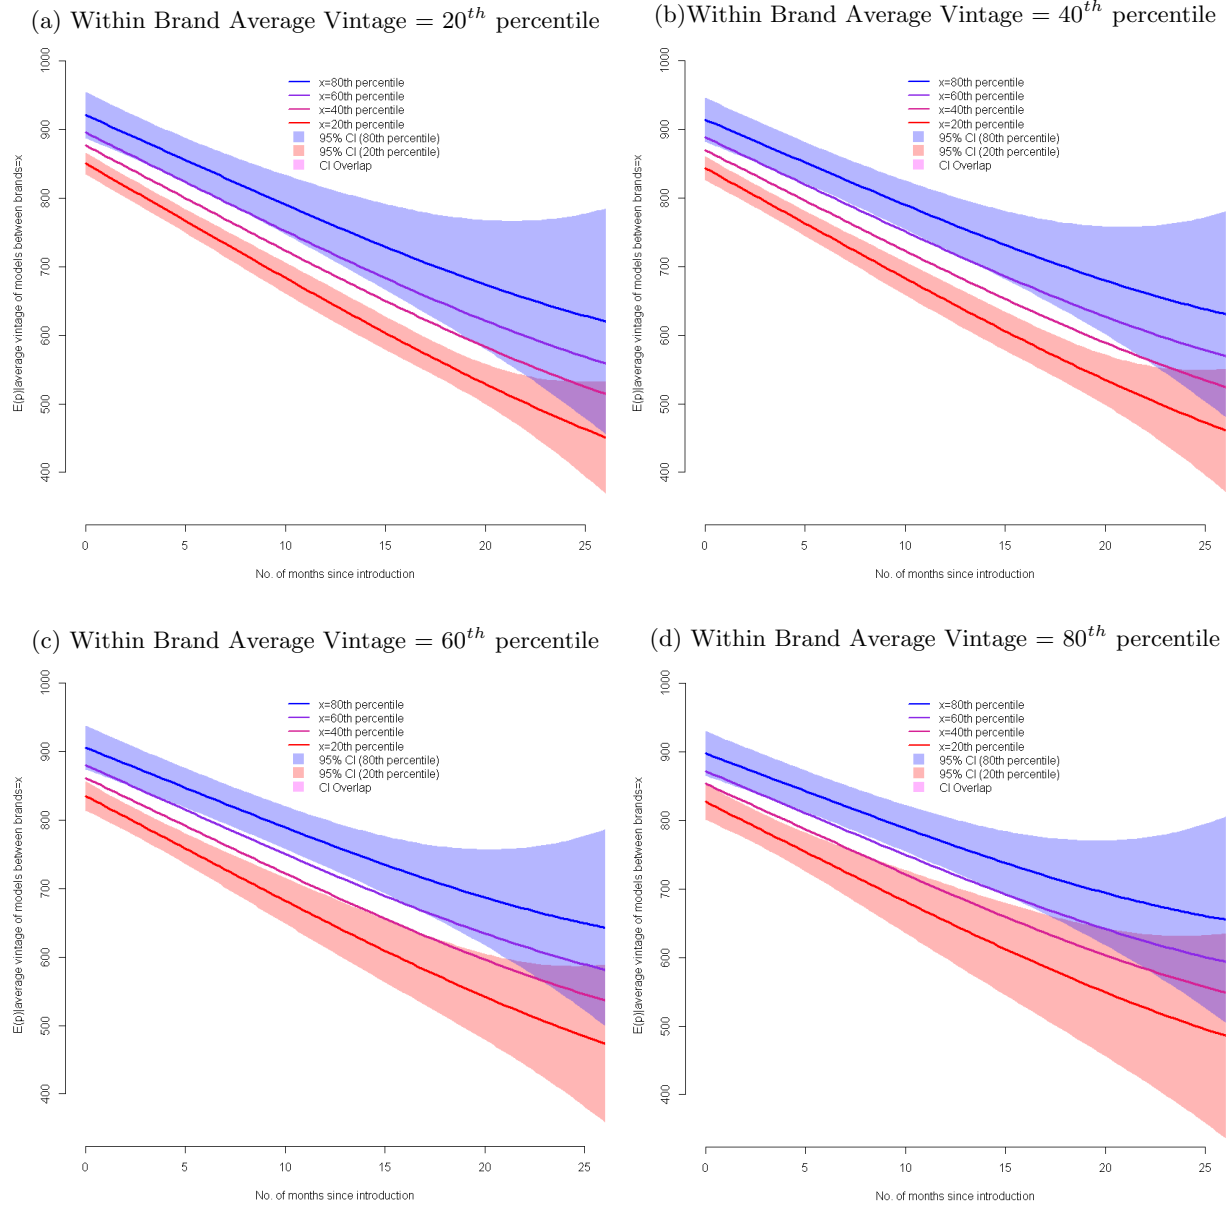 (a) Within Brand Average Vintage = 20th percentile
E(p)|average vintage of models between brands=x
1000
900
800
700
600
500
400
x=80th percentile
x=60th percentile
x=40th percentile
x=20th percentile
95% CI (80th percentile)
95% CI (20th percentile)
CI Overlap
0 5 10 15 20 25
No. of months since introduction
(b)Within Brand Average Vintage = 40th percentile
E(p)|average vintage of models between brands=x
1000
900
800
700
600
500
400
x=80th percentile
x=60th percentile
x=40th percentile
x=20th percentile
95% CI (80th percentile)
95% CI (20th percentile)
CI Overlap
0 5 10 15 20 25
No. of months since introduction
(c) Within Brand Average Vintage = 60th percentile
E(p)|average vintage of models between brands=x
1000
900
800
700
600
500
400
x=80th percentile
x=60th percentile
x=40th percentile
x=20th percentile
95% CI (80th percentile)
95% CI (20th percentile)
CI Overlap
0 5 10 15 20 25
No. of months since introduction
(d) Within Brand Average Vintage = 80th percentile
E(p)|average vintage of models between brands=x
1000
900
800
700
600
500
400
x=80th percentile
x=60th percentile
x=40th percentile
x=20th percentile
95% CI (80th percentile)
95% CI (20th percentile)
CI Overlap
0 5 10 15 20 25
No. of months since introduction